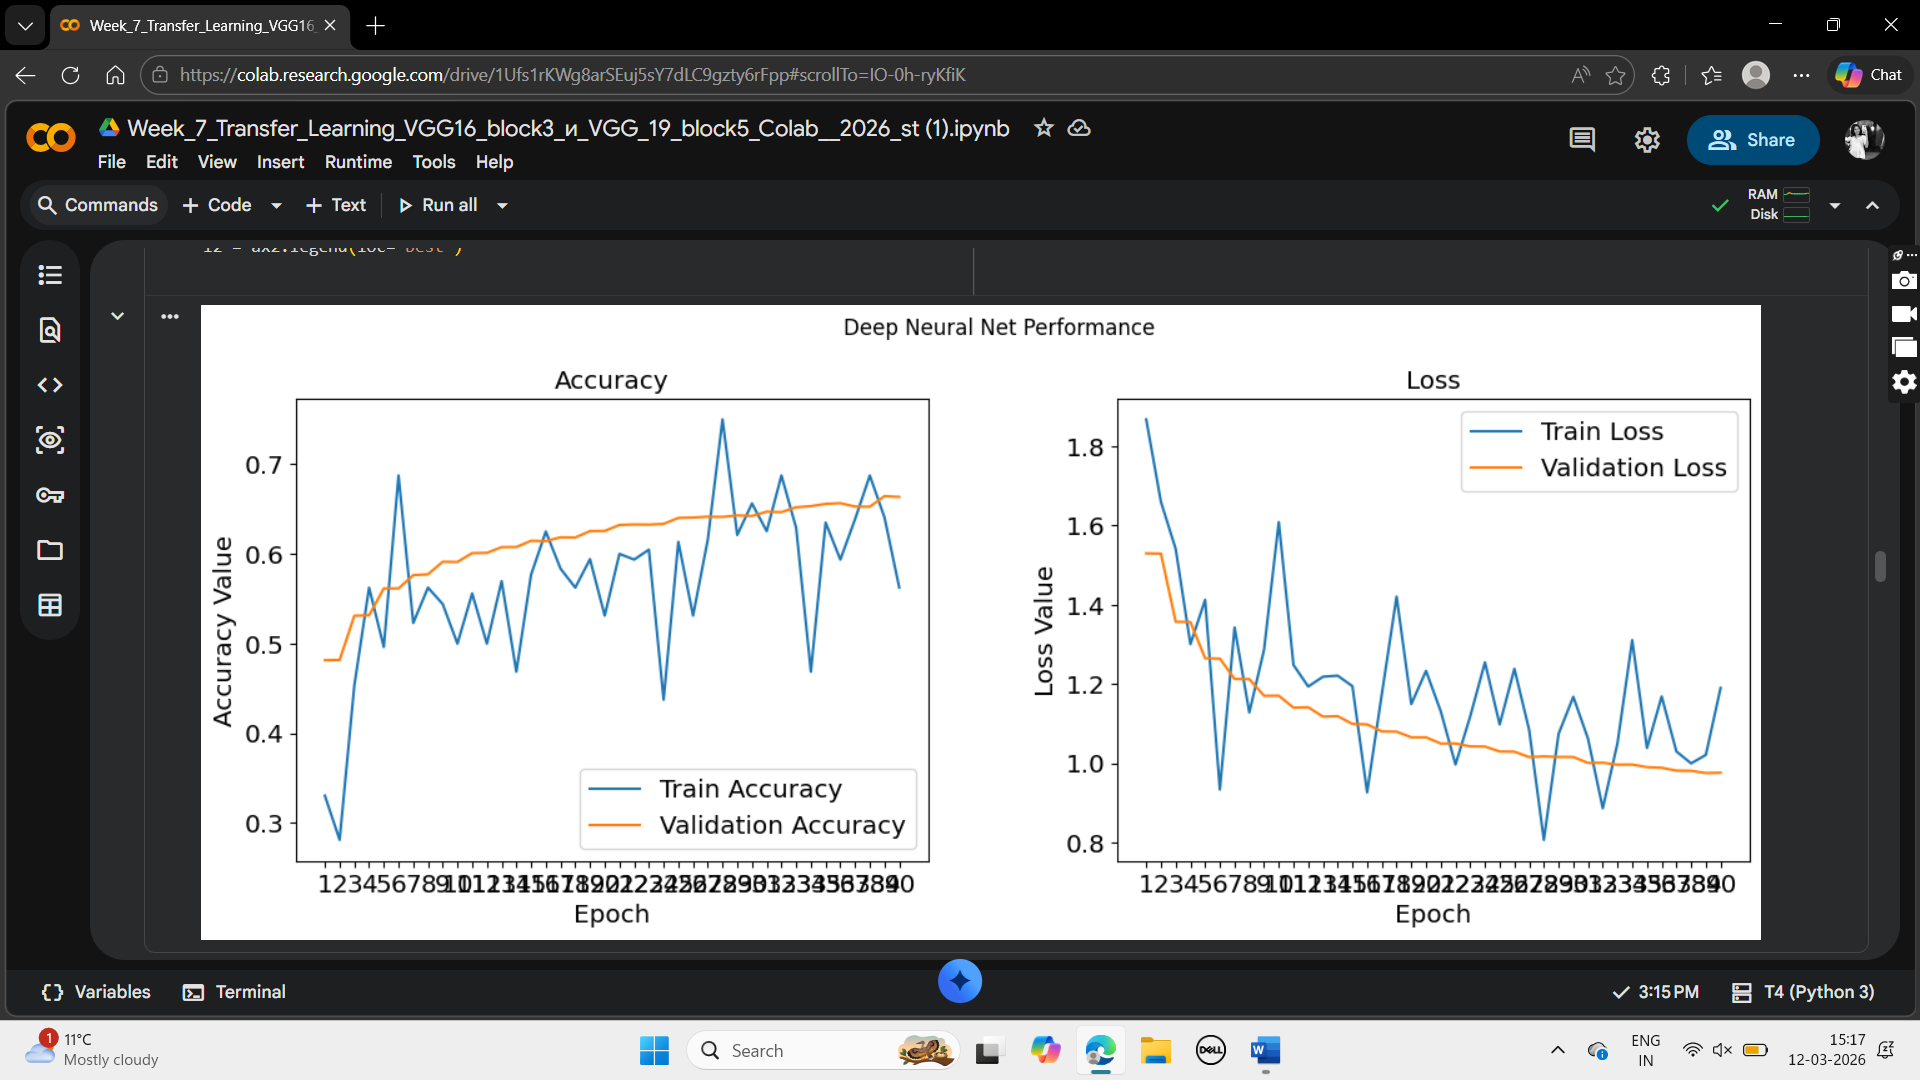 Week_7_Transfer_Learning_VGG16_
https://colab.research.google.com/drive/1Ufs1rKWg8arSEuj5sY7dLC9gzty6rFpp#scrollTo=IO-0h-ryKfiK
Chat
Week_7_Transfer_Learning_VGG16_block3_и_VGG_19_block5_Colab__2026_st (1).ipynb
File Edit View Insert Runtime Tools Help
Share
Commands + Code + Text Run all
RAM
Disk
Deep Neural Net Performance
Accuracy
Accuracy Value
0.7
0.6
0.5
0.4
0.3
Train Accuracy
Validation Accuracy
Epoch
Loss
Loss Value
1.8
1.6
1.4
1.2
1.0
0.8
Train Loss
Validation Loss
Epoch
Variables Terminal
3:15 PM T4 (Python 3)
1
11°C
Mostly cloudy
Search
DELL
W
ENG
IN
15:17
12-03-2026